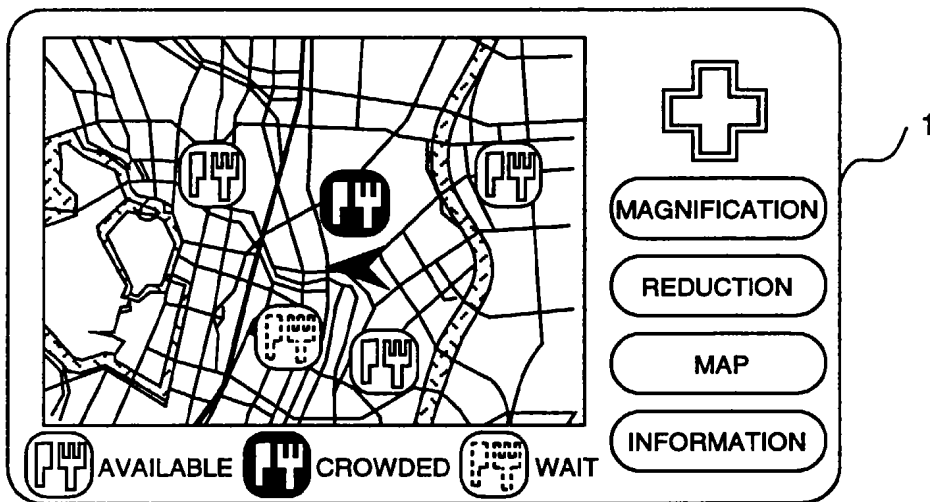 1
MAGNIFICATION
REDUCTION
MAP
INFORMATION
AVAILABLE CROWDED WAIT